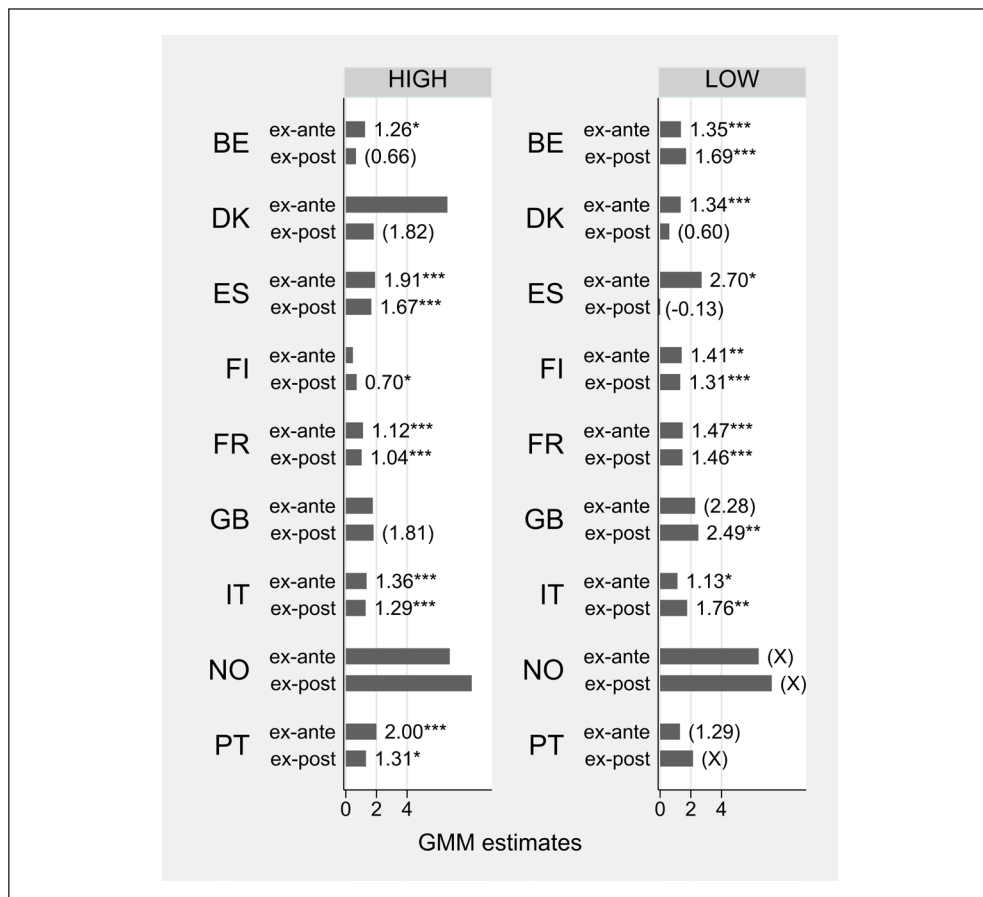 HIGH LOW
BE ex-ante 1.26* BE ex-ante 1.35***
ex-post (0.66) ex-post 1.69***
DK ex-ante DK ex-ante 1.34***
ex-post (1.82) ex-post (0.60)
ES ex-ante 1.91*** ES ex-ante 2.70*
ex-post 1.67*** ex-post (-0.13)
FI ex-ante FI ex-ante 1.41**
ex-post 0.70* ex-post 1.31***
FR ex-ante 1.12*** FR ex-ante 1.47***
ex-post 1.04*** ex-post 1.46***
GB ex-ante GB ex-ante (2.28)
ex-post (1.81) ex-post 2.49**
IT ex-ante 1.36*** IT ex-ante 1.13*
ex-post 1.29*** ex-post 1.76**
NO ex-ante NO ex-ante (X)
ex-post ex-post (X)
PT ex-ante 2.00*** PT ex-ante (1.29)
ex-post 1.31* ex-post (X)
0 2 4 0 2 4
GMM estimates